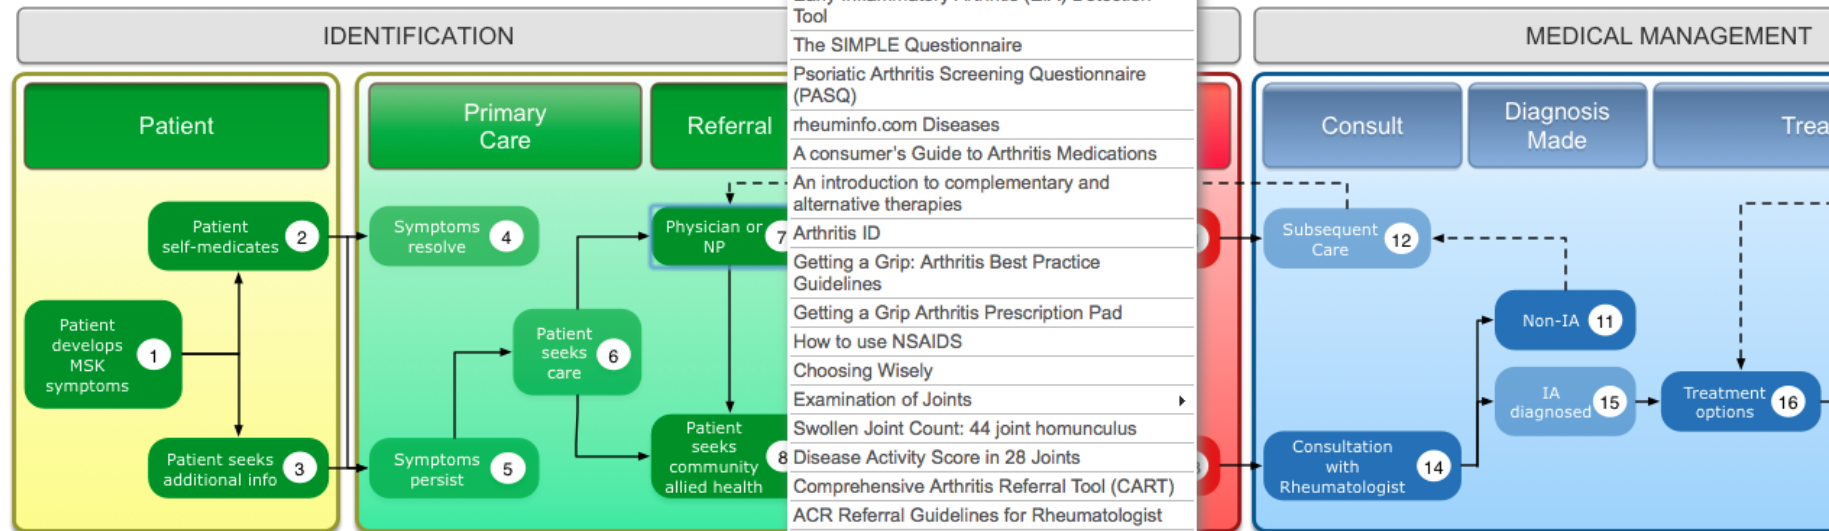 IDENTIFICATION
MEDICAL MANAGEMENT
Patient
Primary
Care
Referral
Consult
Diagnosis
Made
Trea
Patient
self-medicates
2
Patient
develops
MSK
symptoms
1
Patient seeks
additional info
3
Symptoms
resolve
4
Symptoms
persist
5
Patient
seeks
care
6
Physician or
NP
7
Patient
seeks
community
allied health
8
Early Inflammatory Arthritis (EIA) Detection
Tool
The SIMPLE Questionnaire
Psoriatic Arthritis Screening Questionnaire
(PASQ)
rheuminfo.com Diseases
A consumer's Guide to Arthritis Medications
An introduction to complementary and
alternative therapies
Arthritis ID
Getting a Grip: Arthritis Best Practice
Guidelines
Getting a Grip Arthritis Prescription Pad
How to use NSAIDS
Choosing Wisely
Examination of Joints
Swollen Joint Count: 44 joint homunculus
Disease Activity Score in 28 Joints
Comprehensive Arthritis Referral Tool (CART)
ACR Referral Guidelines for Rheumatologist
Subsequent
Care
12
Non-IA
11
IA
diagnosed
15
Consultation
with
Rheumatologist
14
Treatment
options
16